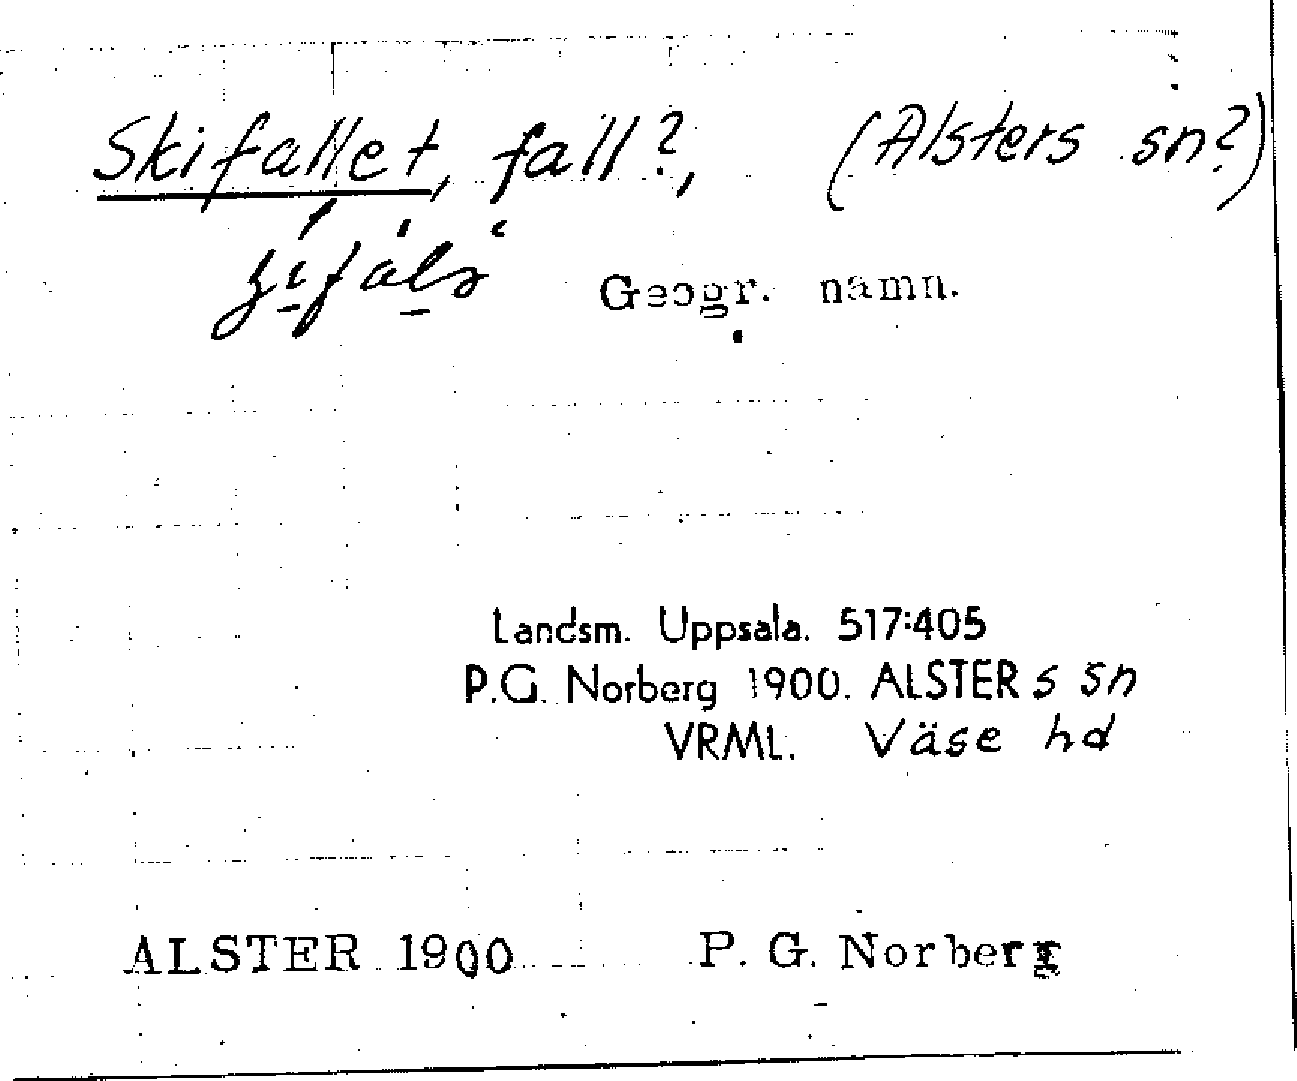 Skifallet, fall?, (Alsters sn?)
Geogr. namn.
Landsm. Uppsala. 517:405
P.G. Norberg 1900. ALSTERs sn
VRML. Väse hd
ALSTER 1900 P. G. Norberg